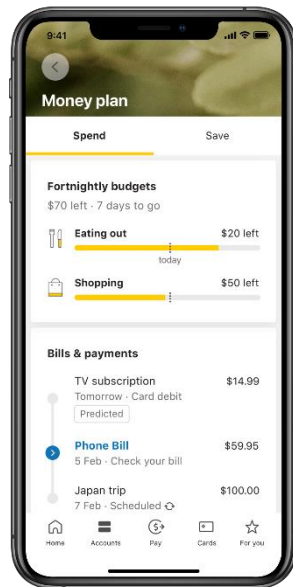 9:41
Money plan
Spend Save
Fortnightly budgets
$70 left · 7 days to go
Eating out $20 left
today
Shopping $50 left
Bills & payments
TV subscription $14.99
Tomorrow · Card debit
Predicted
Phone Bill $59.95
5 Feb · Check your bill
Japan trip $100.00
7 Feb · Scheduled
Home Accounts Pay Cards For you